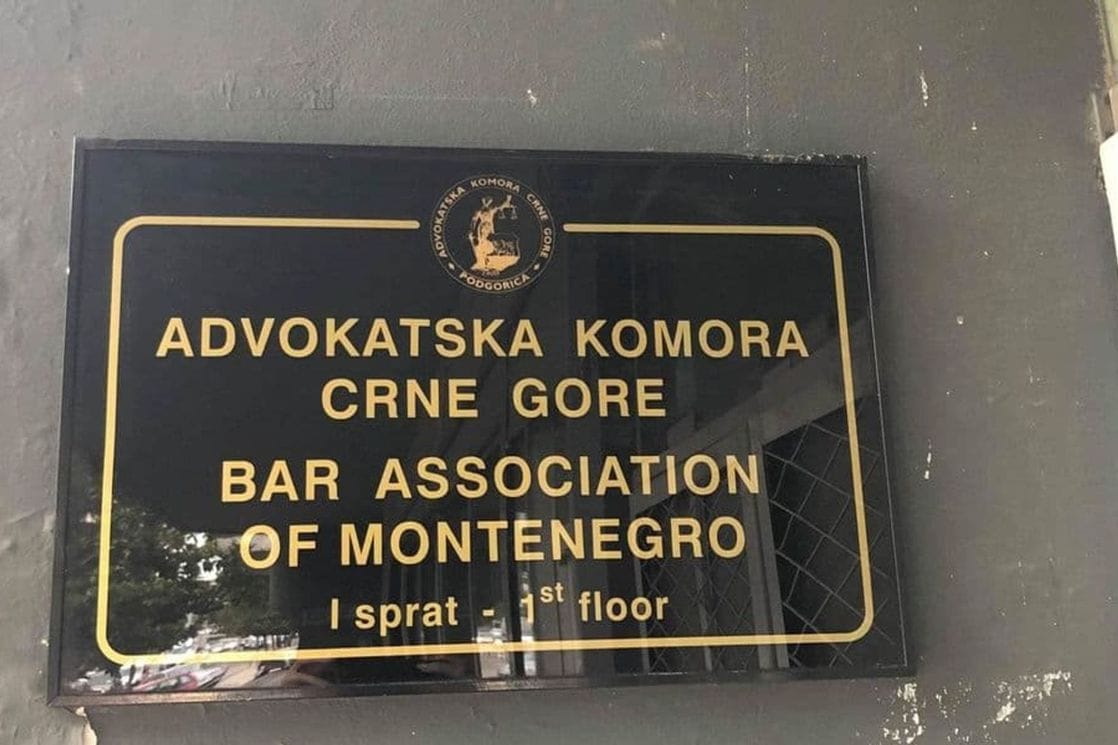 ADVOKATSKA KOMORA CRNE GORE
PODGORICA
ADVOKATSKA KOMORA
CRNE GORE
BAR ASSOCIATION
OF MONTENEGRO
I sprat - 1st floor